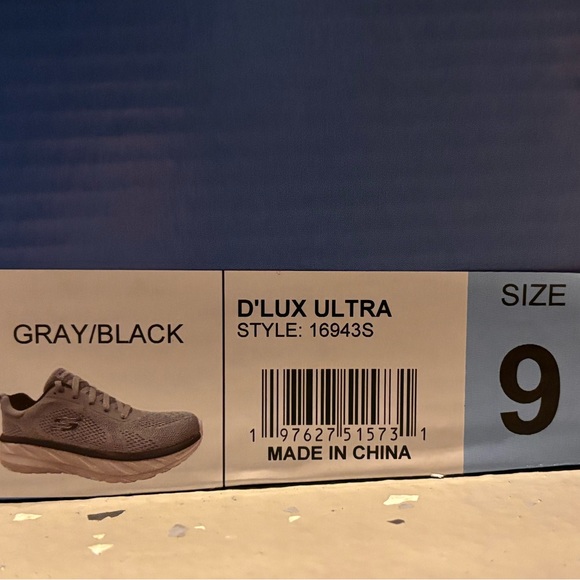 GRAY/BLACK
D'LUX ULTRA
STYLE: 16943S
1 97627 51573 1
MADE IN CHINA
SIZE
9